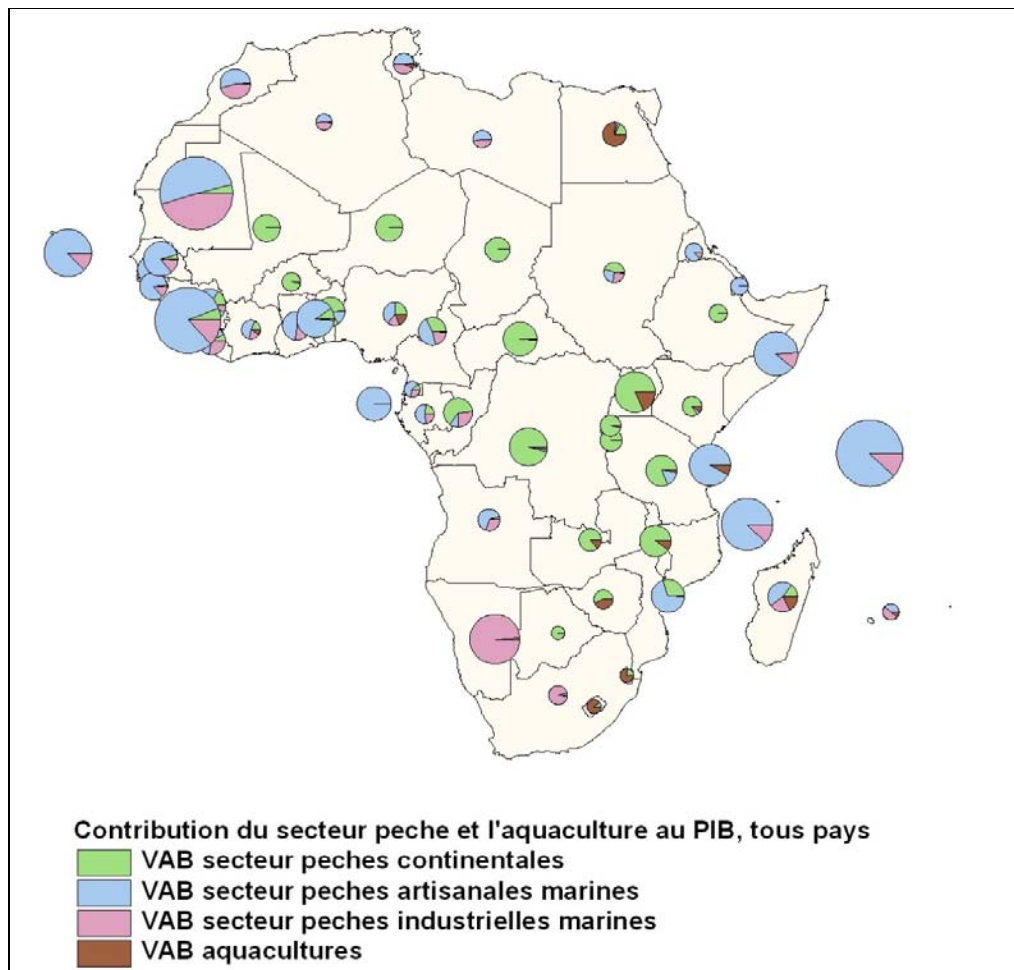 Contribution du secteur peche et l'aquaculture au PIB, tous pays
VAB secteur peches continentales
VAB secteur peches artisanales marines
VAB secteur peches industrielles marines
VAB aquacultures